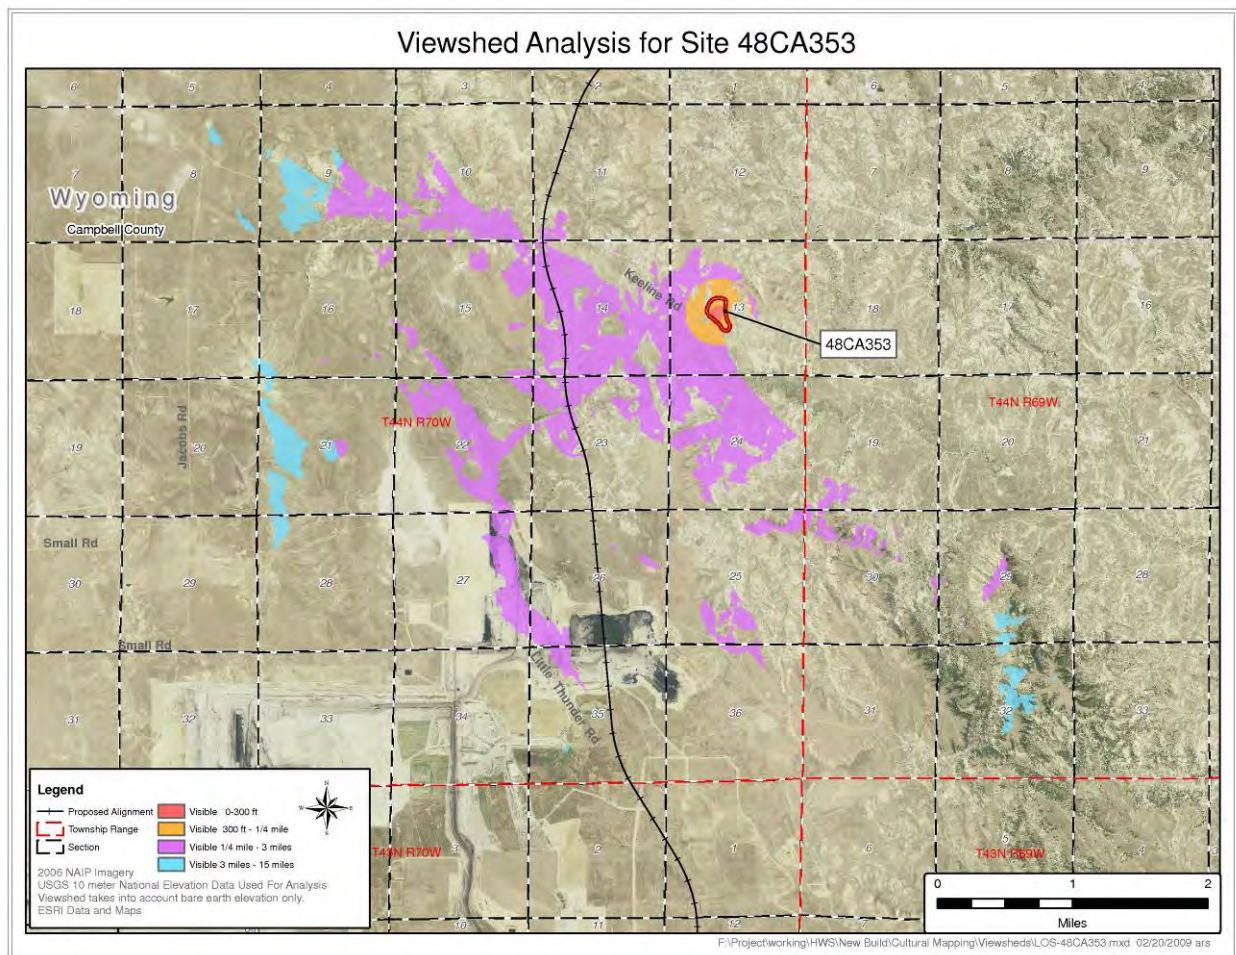 Viewshed Analysis for Site 48CA353
6 5 4 3 2 1 6 5 4
7 8 9 10 11 12 7 8 9
Wyoming
Campbell County
Keeline Rd
18 17 16 15 14 13 18 17 16
48CA353
T44N R70W
T44N R69W
Jacobs Rd
19 20 21 22 23 24 19 20 21
Small Rd
30 29 28 27 26 25 30 29 28
Small Rd
Little Thunder Rd
31 32 33 34 35 36 31 32 33
T43N R70W
T43N R69W
3 2 1 6 5
10 11 12
Legend
Proposed Alignment
Township Range
Section
Visible 0-300 ft
Visible 300 ft - 1/4 mile
Visible 1/4 mile - 3 miles
Visible 3 miles - 15 miles
N
W E
S
2006 NAIP Imagery
USGS 10 meter National Elevation Data Used For Analysis
Viewshed takes into account bare earth elevation only.
ESRI Data and Maps
0 1 2
Miles
F:\Project\working\HWS\New Build\Cultural Mapping\Viewsheds\LOS-48CA353.mxd 02/20/2009 ars